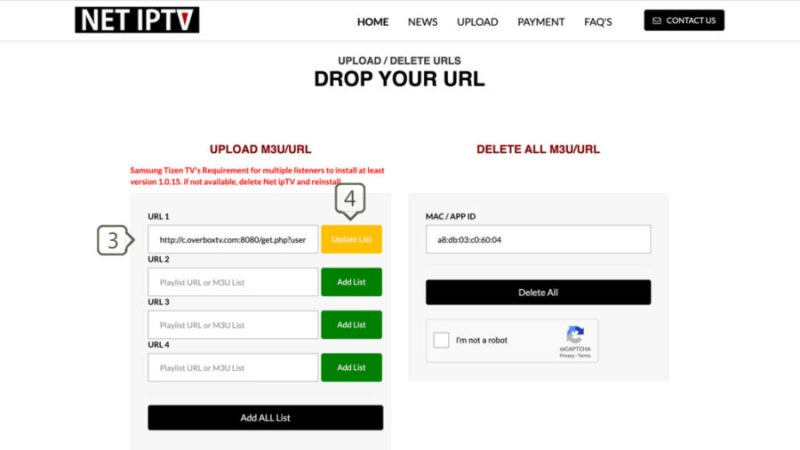 NET IPTV
HOME NEWS UPLOAD PAYMENT FAQ'S CONTACT US
UPLOAD / DELETE URLS
DROP YOUR URL
UPLOAD M3U/URL
Samsung Tizen TV's Requirement for multiple listeners to install at least
version 1.0.15. if not available, delete Net ipTV and reinstall
URL 1
3
http://c.overboxtv.com:8080/get.php?user
4
Update List
URL 2
Playlist URL or M3U List
Add List
URL 3
Playlist URL or M3U List
Add List
URL 4
Playlist URL or M3U List
Add List
Add ALL List
DELETE ALL M3U/URL
MAC / APP ID
a8:db:03:c0:60:04
Delete All
I'm not a robot
reCAPTCHA
Privacy - Terms